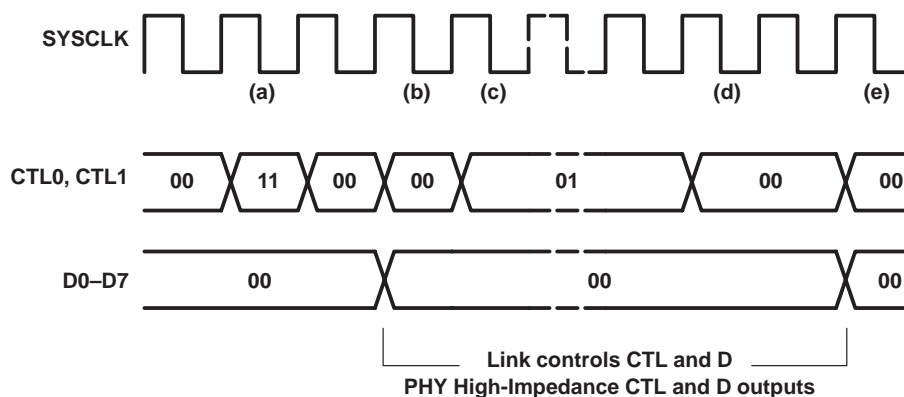 SYSCLK
(a) (b) (c) (d) (e)
CTL0, CTL1 00 11 00 00 01 00 00
D0–D7 00 00 00
Link controls CTL and D
PHY High-Impedance CTL and D outputs